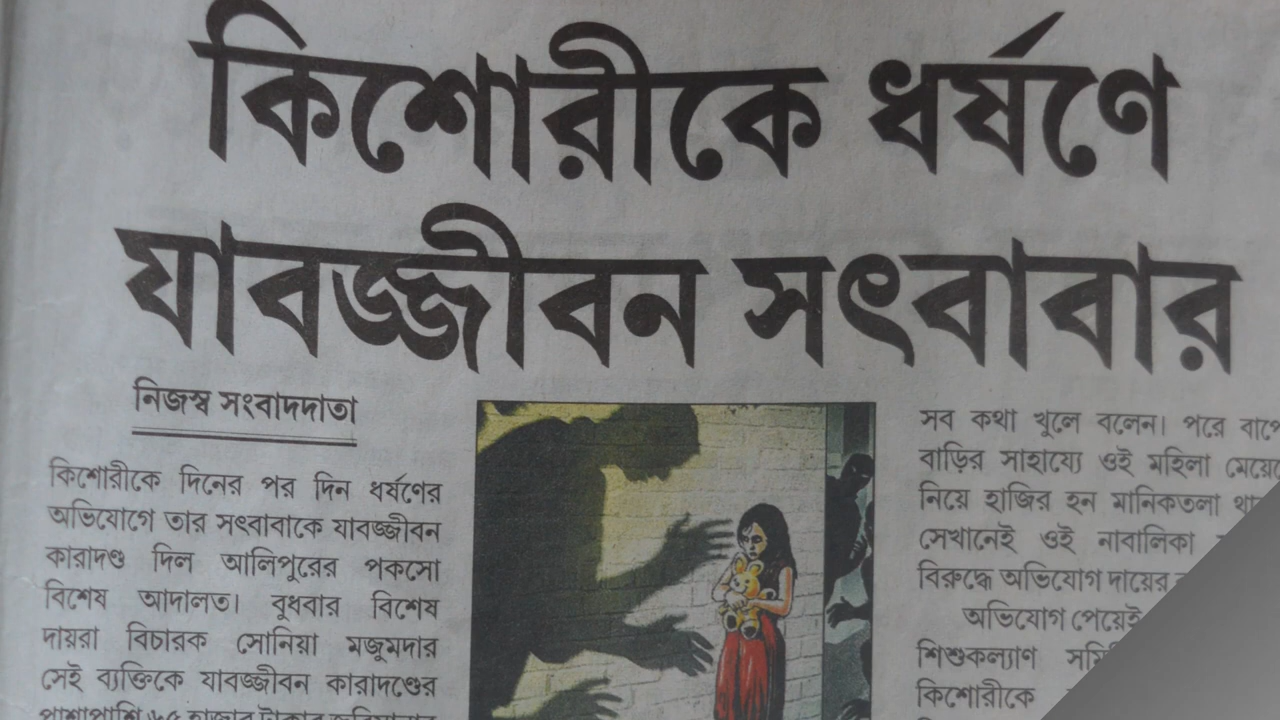 কিশোরীকে ধর্ষণে
যাবজ্জীবন সৎবাবার
নিজস্ব সংবাদদাতা
কিশোরীকে দিনের পর দিন ধর্ষণের
অভিযোগে তার সৎবাবাকে যাবজ্জীবন
কারাদণ্ড দিল আলিপুরের পকসো
বিশেষ আদালত। বুধবার বিশেষ
দায়রা বিচারক সোনিয়া মজুমদার
সেই ব্যক্তিকে যাবজ্জীবন কারাদণ্ডের
পাশাপাশি হাজার টাকার
সব কথা খুলে বলেন। পরে
বাড়ির সাহায্যে ওই মহিলা
নিয়ে হাজির হন মানিকতলা
সেখানেই ওই নাবালিকা
বিরুদ্ধে অভিযোগ দায়ের
অভিযোগ পেয়েই
শিশুকল্যাণ
কিশোরীকে